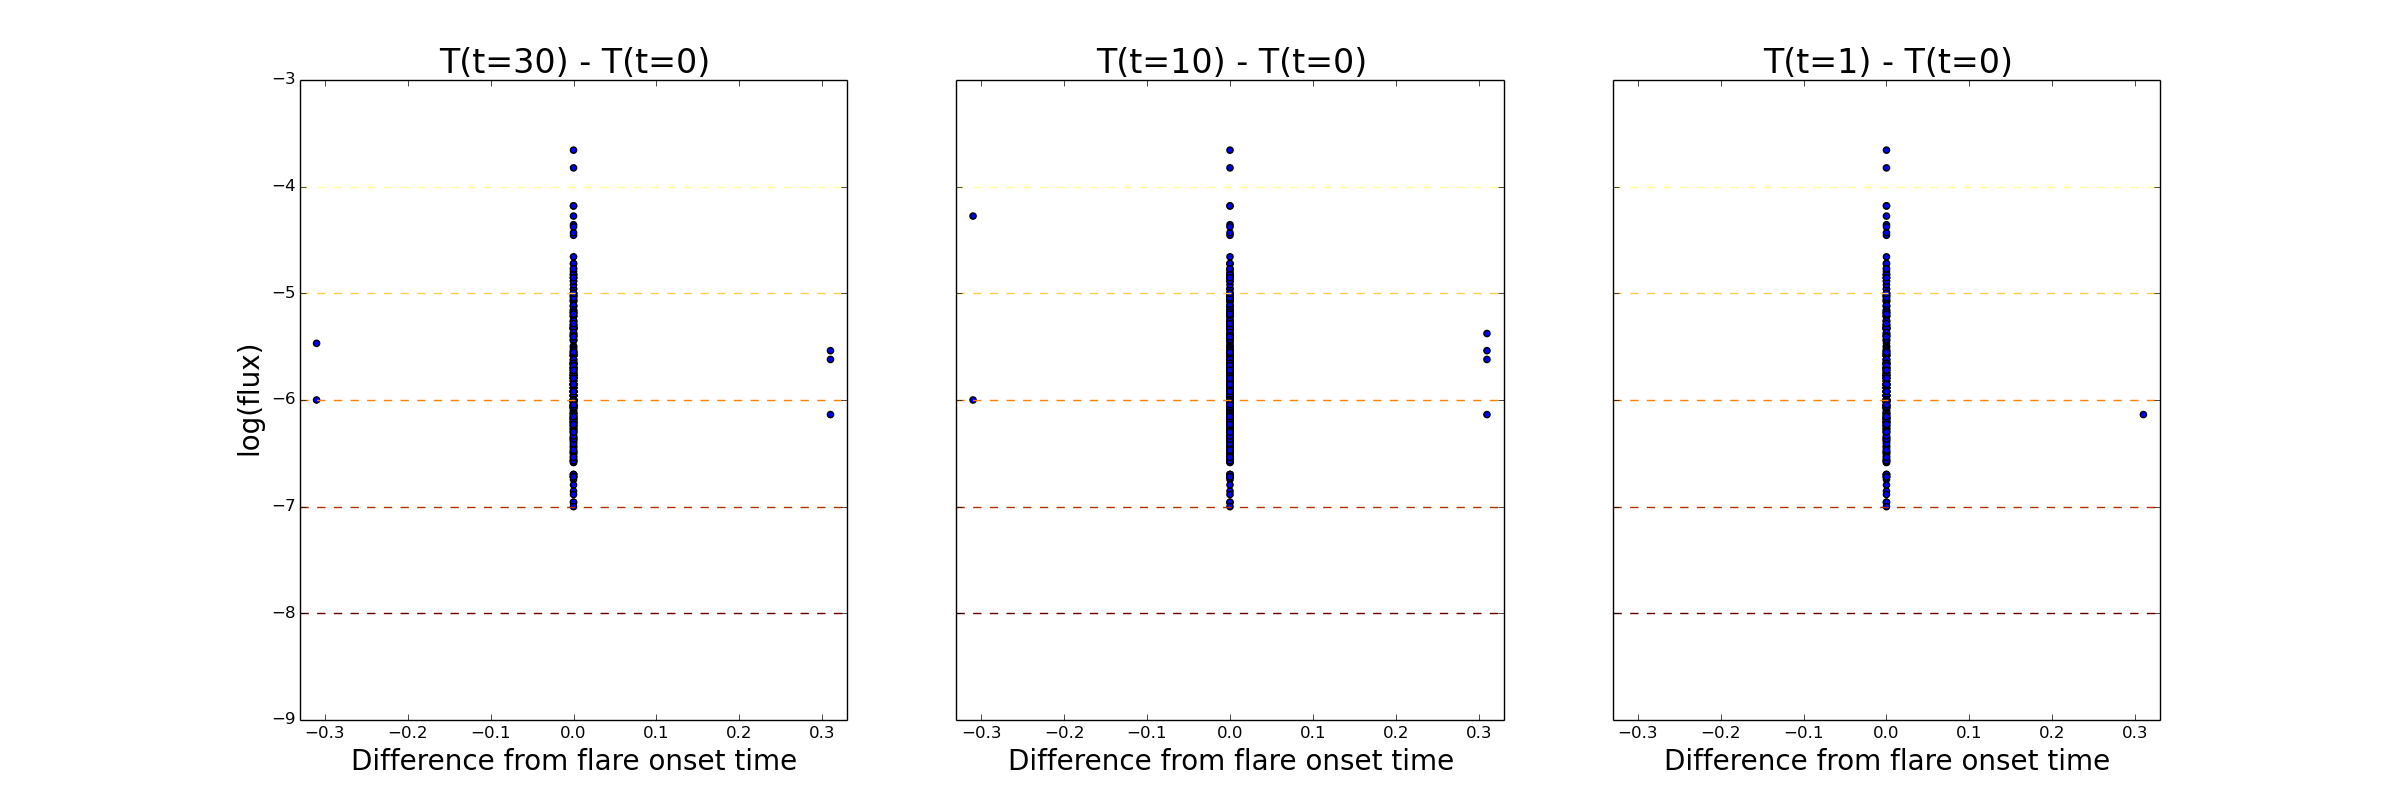 T(t=30) - T(t=0)
T(t=10) - T(t=0)
T(t=1) - T(t=0)
−3
−4
−5
−6
−7
−8
−9
log(flux)
−0.3 −0.2 −0.1 0.0 0.1 0.2 0.3
−0.3 −0.2 −0.1 0.0 0.1 0.2 0.3
−0.3 −0.2 −0.1 0.0 0.1 0.2 0.3
Difference from flare onset time
Difference from flare onset time
Difference from flare onset time